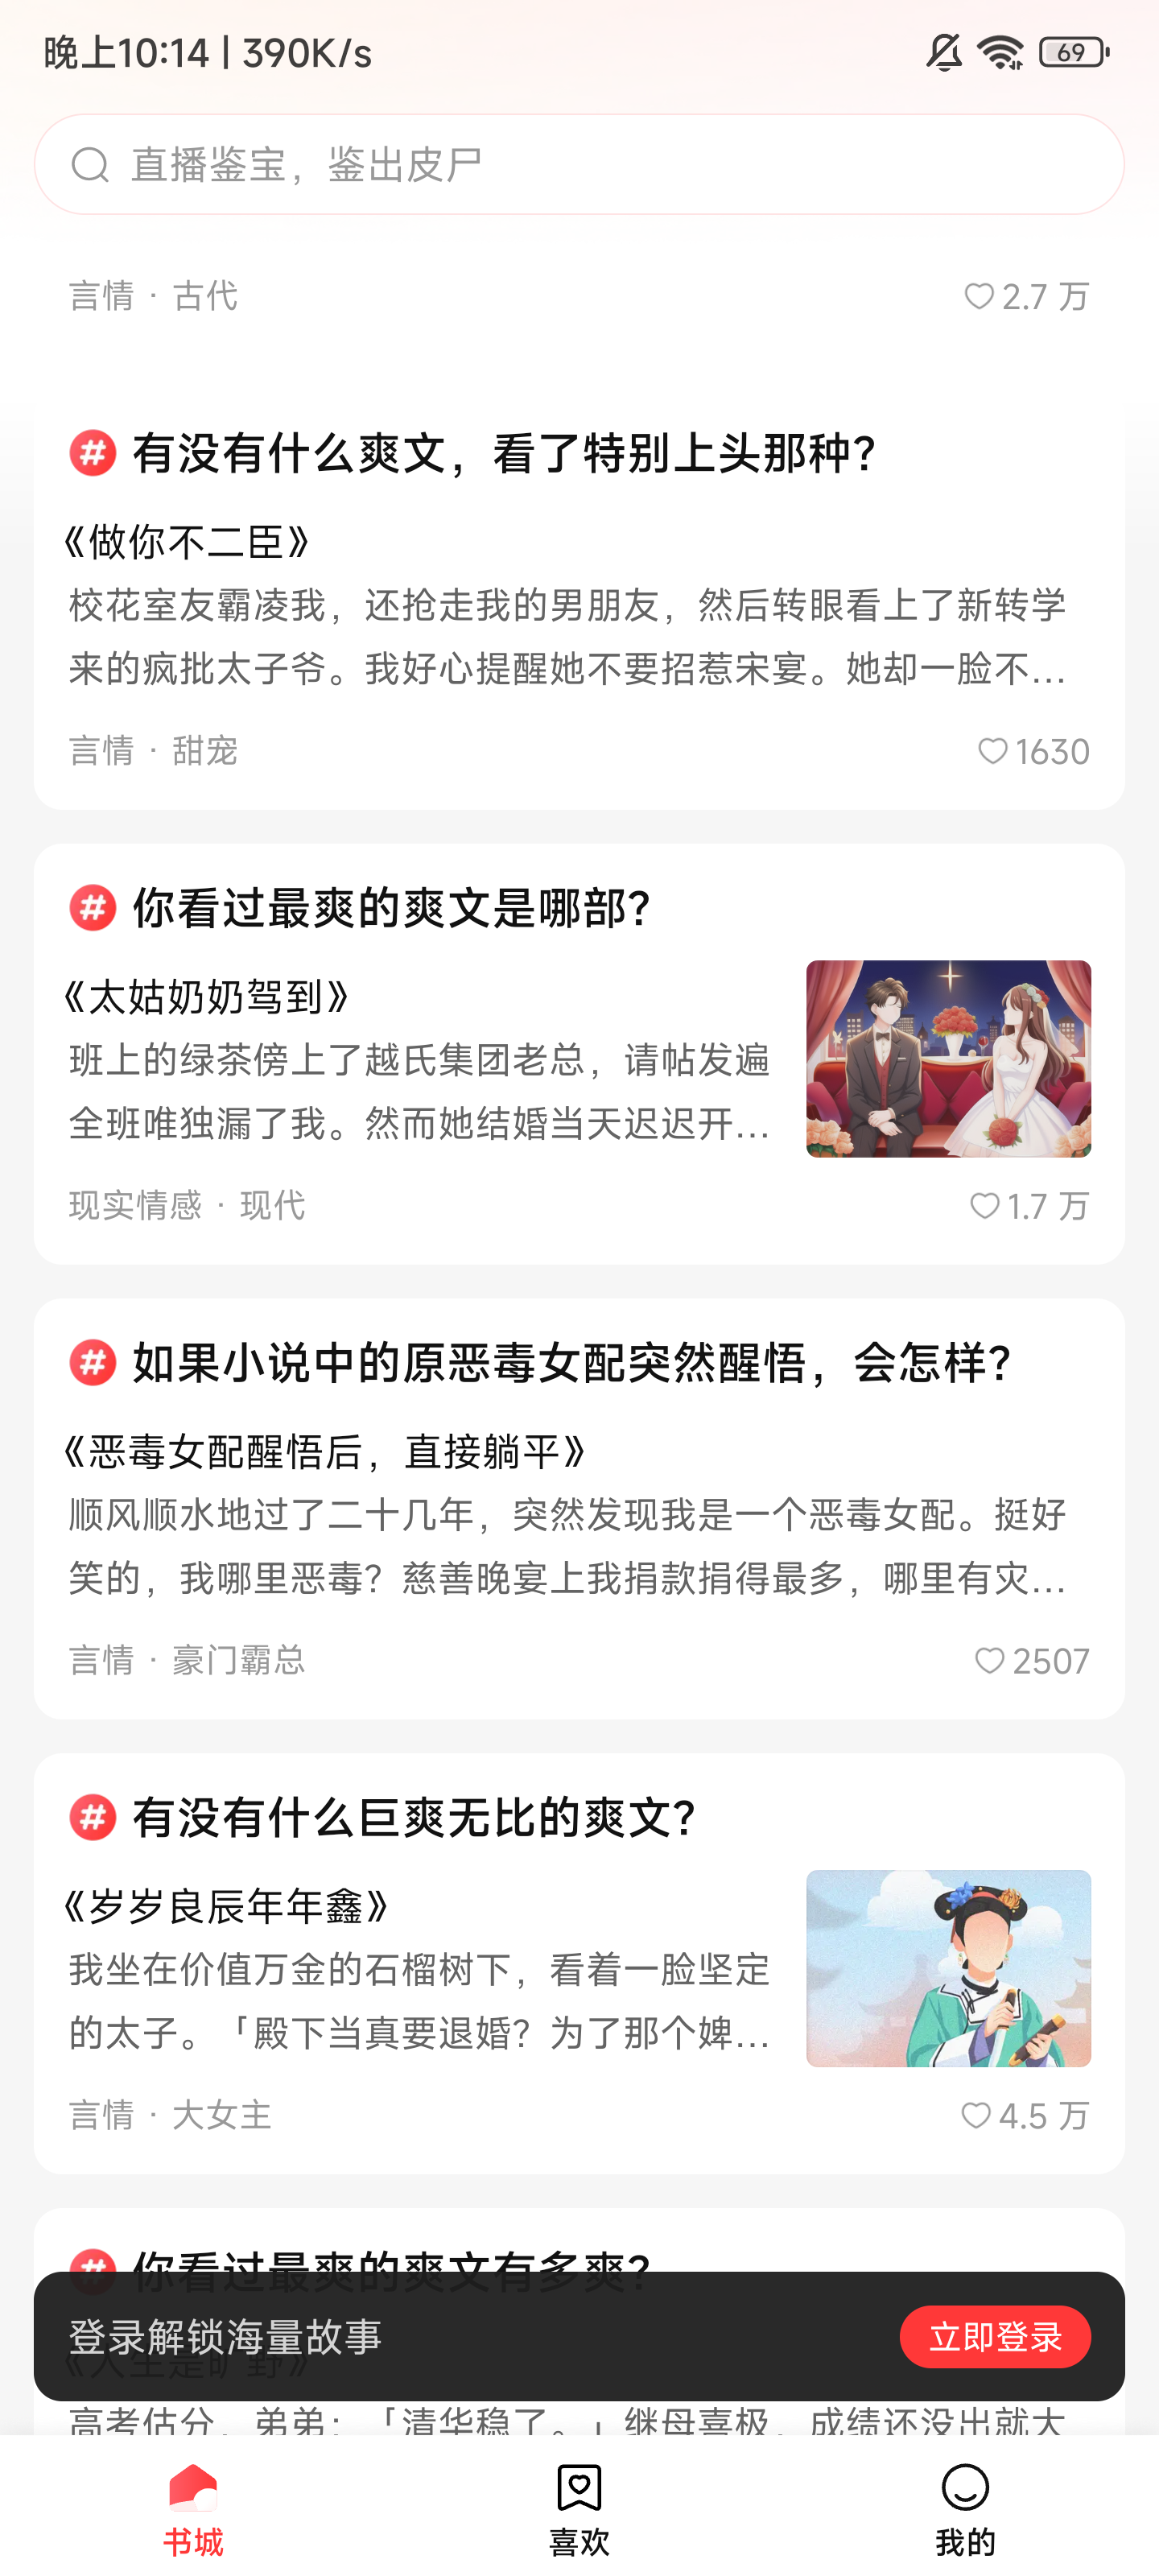 晚上10:14 | 390K/s
69
直播鉴宝，鉴出皮尸
言情 · 古代
2.7 万
# 有没有什么爽文，看了特别上头那种？
《做你不二臣》
校花室友霸凌我，还抢走我的男朋友，然后转眼看上了新转学
来的疯批太子爷。我好心提醒她不要招惹宋宴。她却一脸不...
言情 · 甜宠
1630
# 你看过最爽的爽文是哪部？
《太姑奶奶驾到》
班上的绿茶傍上了越氏集团老总，请帖发遍
全班唯独漏了我。然而她结婚当天迟迟开...
现实情感 · 现代
1.7 万
# 如果小说中的原恶毒女配突然醒悟，会怎样？
《恶毒女配醒悟后，直接躺平》
顺风顺水地过了二十几年，突然发现我是一个恶毒女配。挺好
笑的，我哪里恶毒？慈善晚宴上我捐款捐得最多，哪里有灾...
言情 · 豪门霸总
2507
# 有没有什么巨爽无比的爽文？
《岁岁良辰年年鑫》
我坐在价值万金的石榴树下，看着一脸坚定
的太子。「殿下当真要退婚？为了那个婢...
言情 · 大女主
4.5 万
# 你看过最爽的爽文有多爽？
登录解锁海量故事
立即登录
《人生是旷野》
高考估分，弟弟：「清华稳了。」继母喜极，成绩还没出就大
书城
喜欢
我的